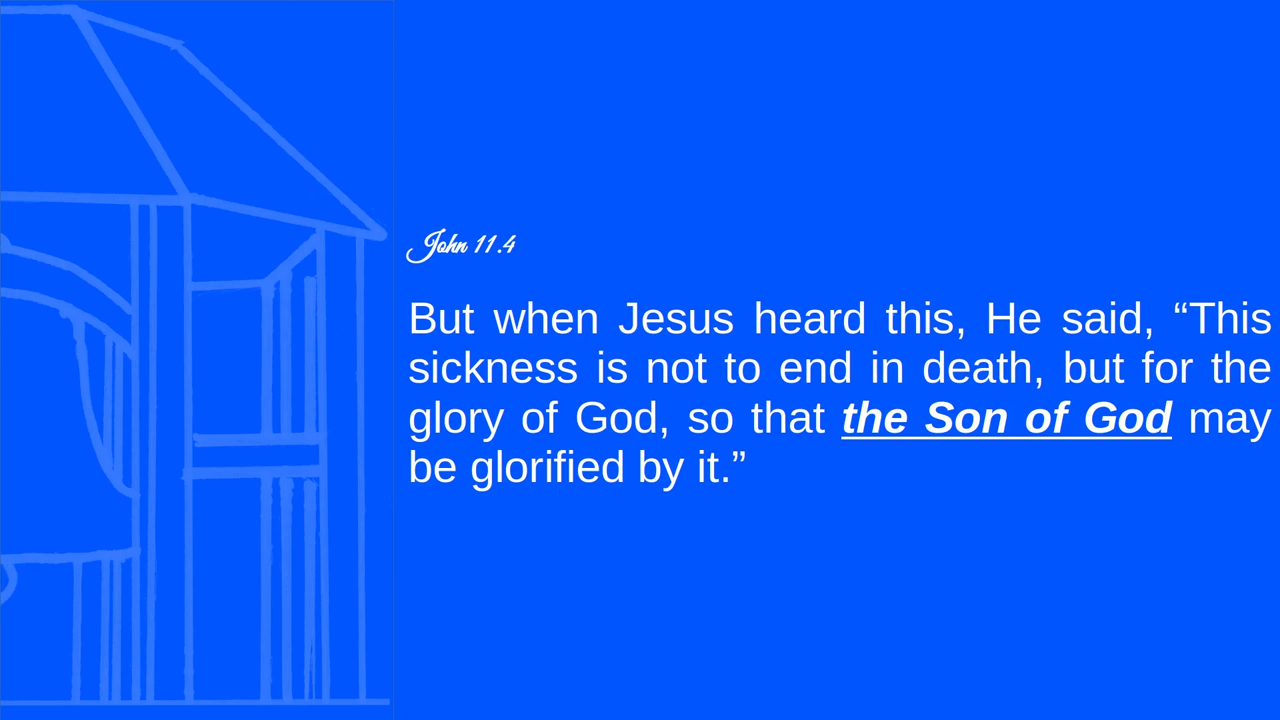 John 11.4
But when Jesus heard this, He said, “This
sickness is not to end in death, but for the
glory of God, so that the Son of God may
be glorified by it.”